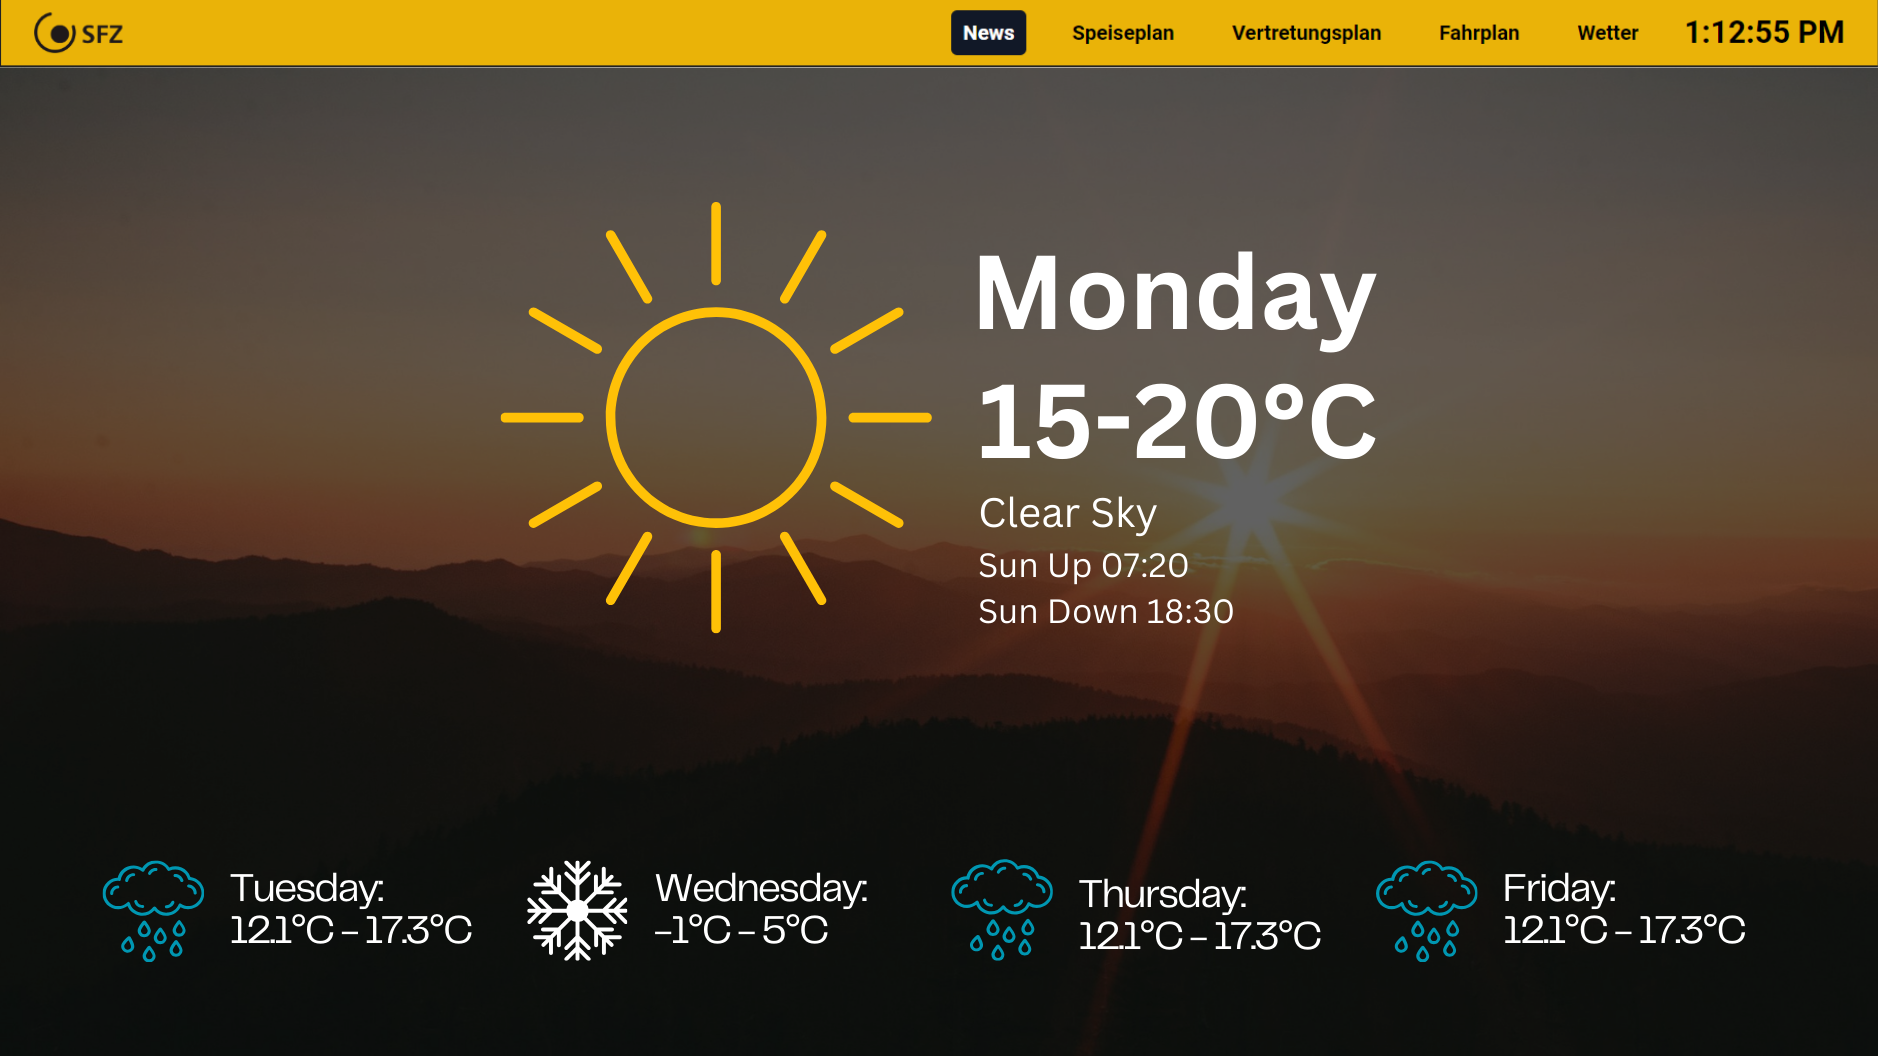 SFZ
News
Speiseplan
Vertretungsplan
Fahrplan
Wetter
1:12:55 PM
Monday
15-20°C
Clear Sky
Sun Up 07:20
Sun Down 18:30
Tuesday:
12.1°C – 17.3°C
Wednesday:
-1°C – 5°C
Thursday:
12.1°C – 17.3°C
Friday:
12.1°C – 17.3°C